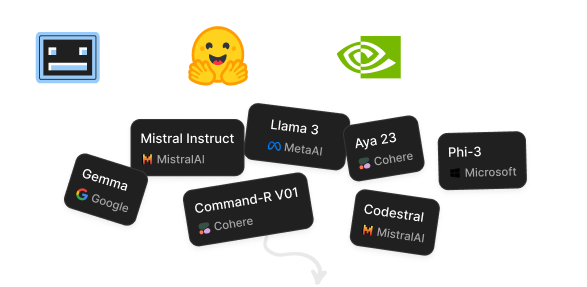 Mistral Instruct
MistralAI
Llama 3
MetaAI
Aya 23
Cohere
Phi-3
Microsoft
Gemma
Google
Command-R V01
Cohere
Codestral
MistralAI